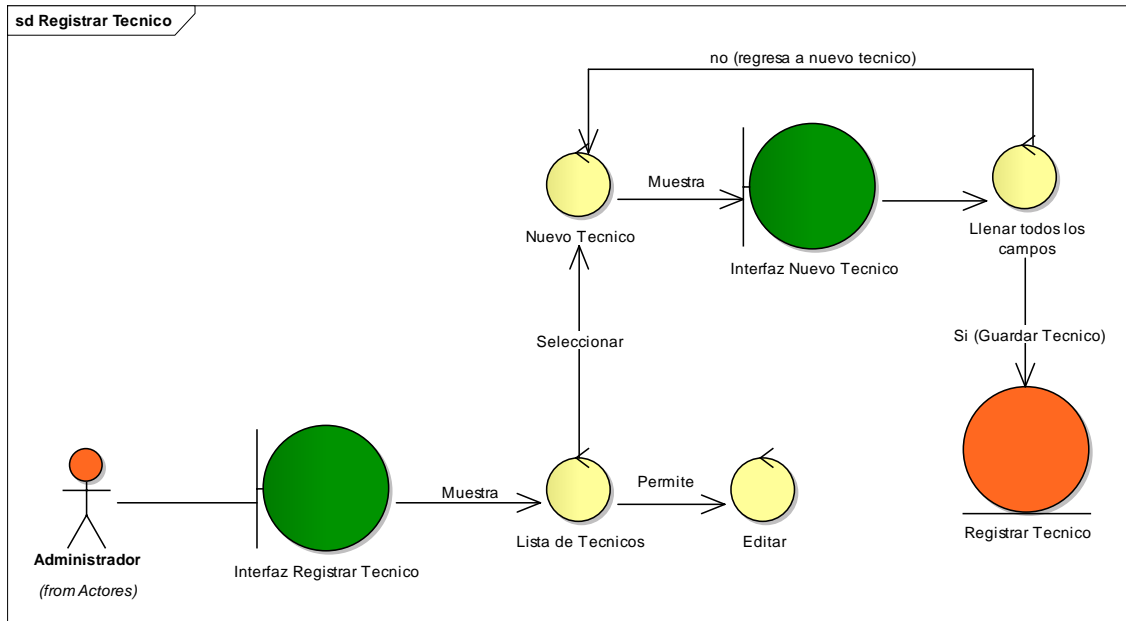 sd Registrar Tecnico
no (regresa a nuevo tecnico)
Muestra
Nuevo Tecnico
Interfaz Nuevo Tecnico
Llenar todos los
campos
Seleccionar
Si (Guardar Tecnico)
Muestra
Permite
Administrador
(from Actores)
Interfaz Registrar Tecnico
Lista de Tecnicos
Editar
Registrar Tecnico